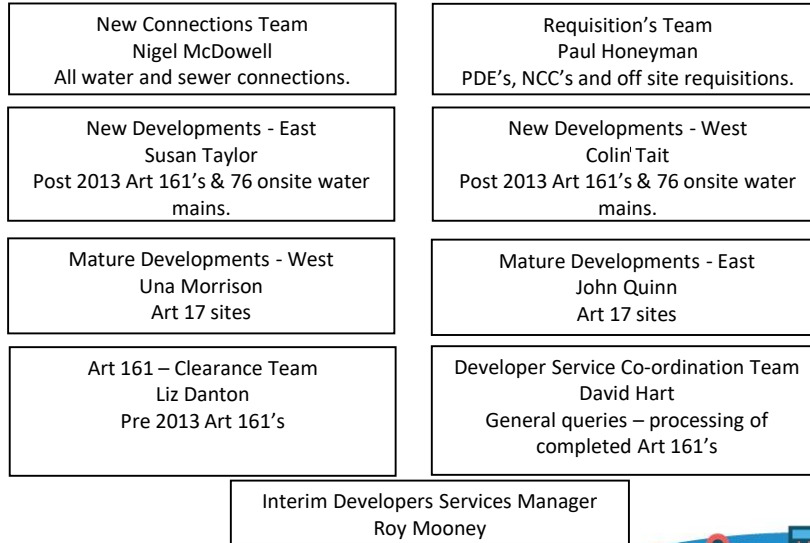 New Connections Team
Nigel McDowell
All water and sewer connections.
Requisition’s Team
Paul Honeyman
PDE’s, NCC’s and off site requisitions.
New Developments - East
Susan Taylor
Post 2013 Art 161’s & 76 onsite water
mains.
New Developments - West
Colin Tait
Post 2013 Art 161’s & 76 onsite water
mains.
Mature Developments - West
Una Morrison
Art 17 sites
Mature Developments - East
John Quinn
Art 17 sites
Art 161 – Clearance Team
Liz Danton
Pre 2013 Art 161’s
Developer Service Co-ordination Team
David Hart
General queries – processing of
completed Art 161’s
Interim Developers Services Manager
Roy Mooney